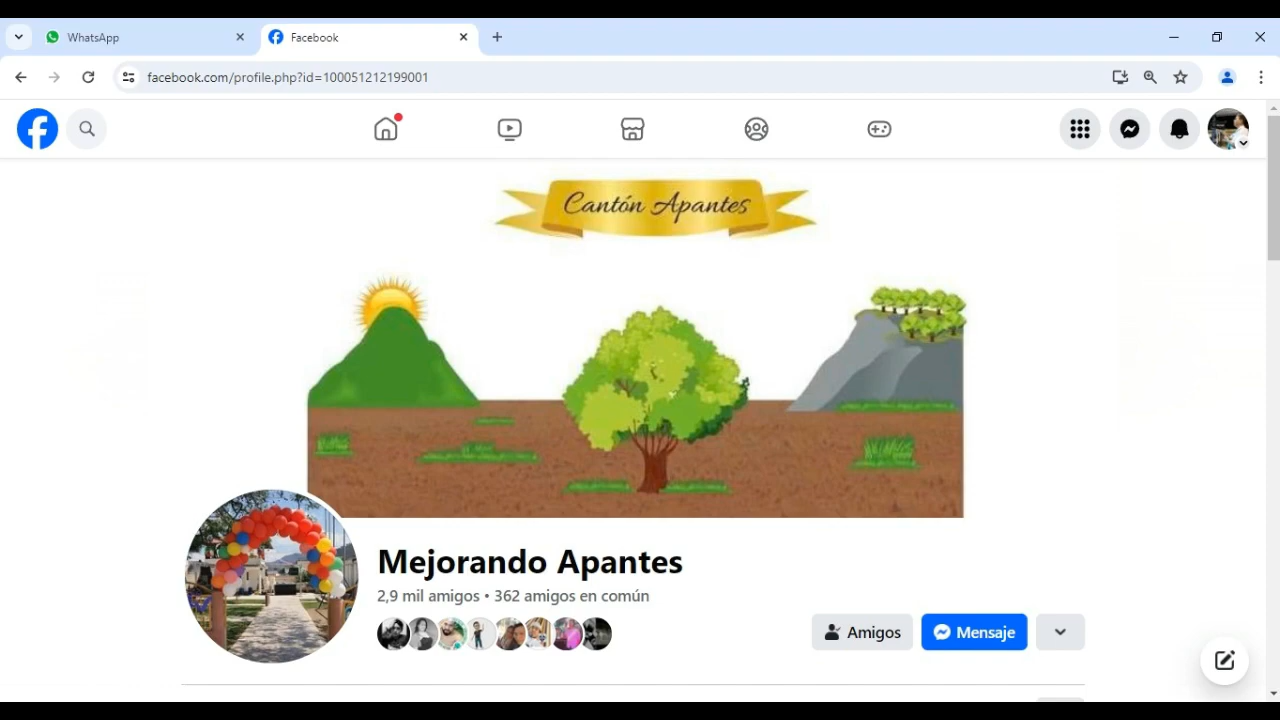 WhatsApp
Facebook
facebook.com/profile.php?id=100051212199001
Cantón Apantes
Mejorando Apantes
2,9 mil amigos • 362 amigos en común
Amigos
Mensaje